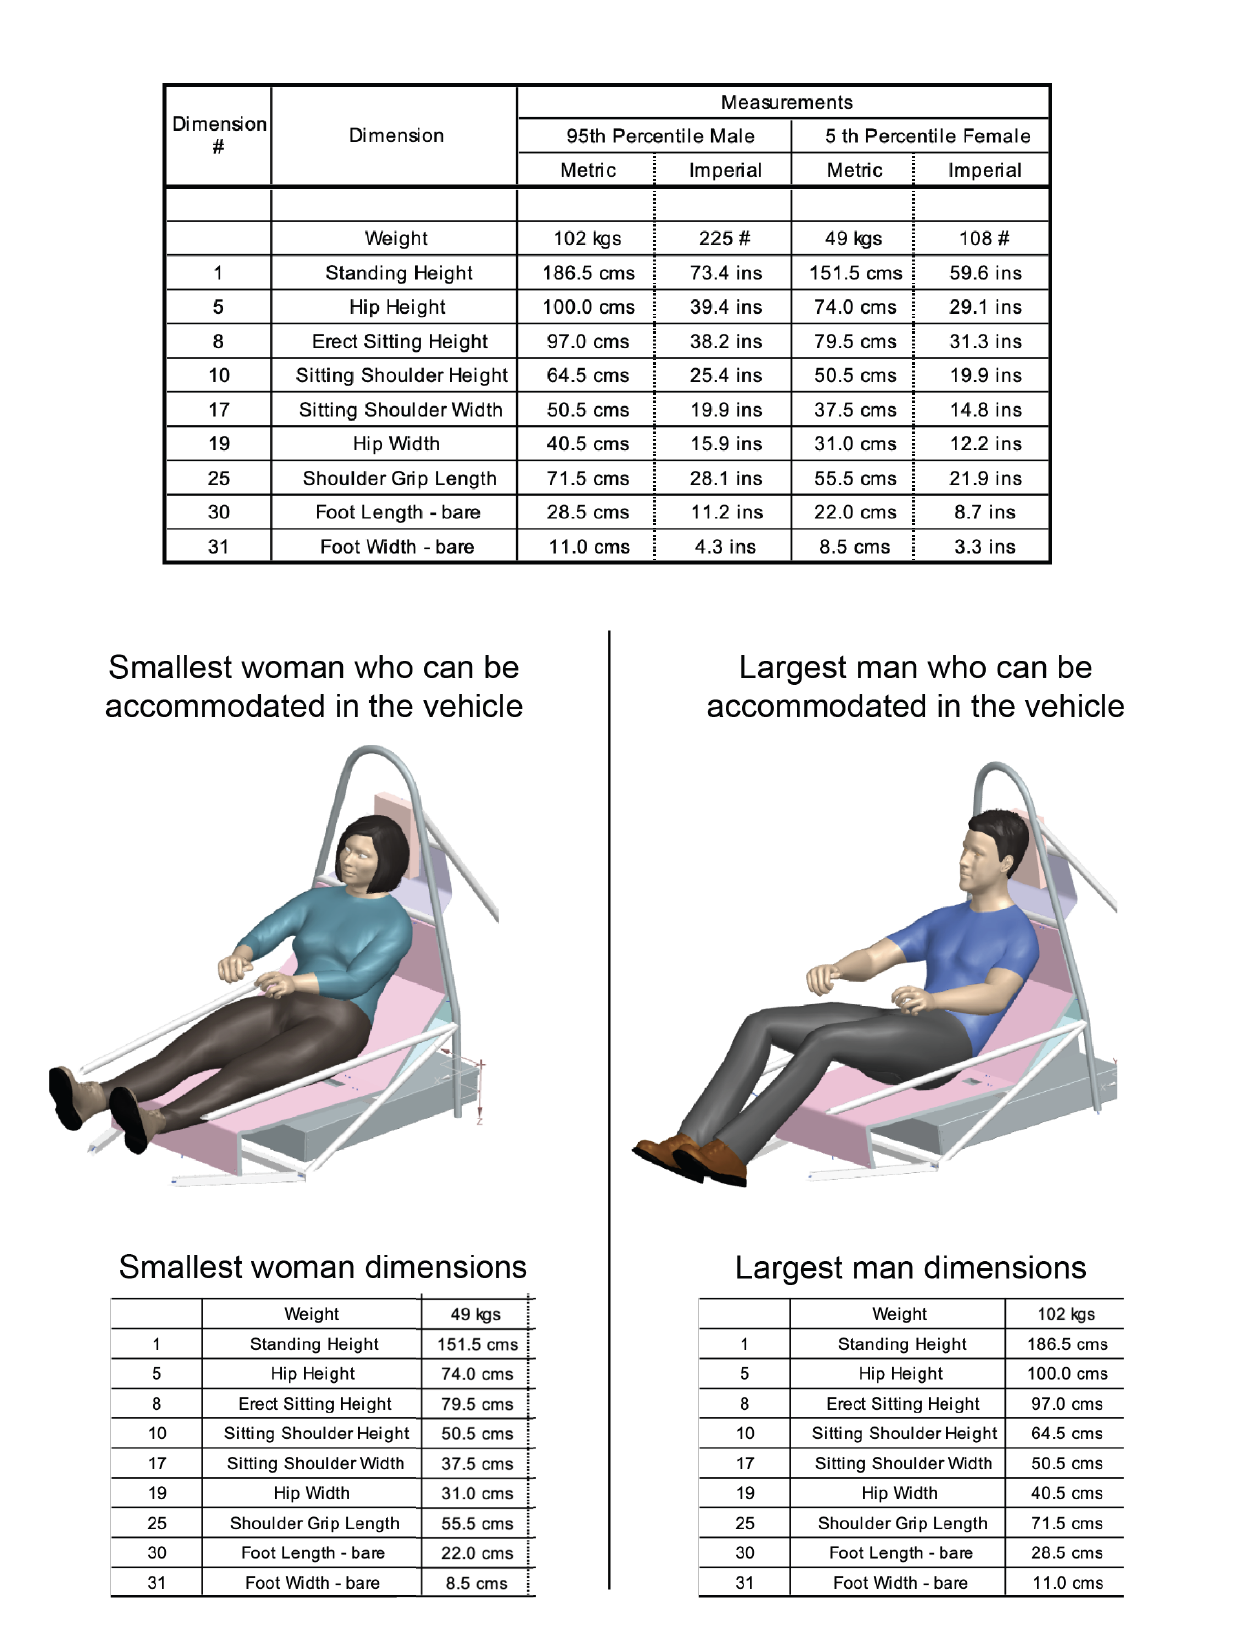 Measurements
Dimension # Dimension 95th Percentile Male 5 th Percentile Female
Metric Imperial Metric Imperial
Weight 102 kgs 225 # 49 kgs 108 #
1 Standing Height 186.5 cms 73.4 ins 151.5 cms 59.6 ins
5 Hip Height 100.0 cms 39.4 ins 74.0 cms 29.1 ins
8 Erect Sitting Height 97.0 cms 38.2 ins 79.5 cms 31.3 ins
10 Sitting Shoulder Height 64.5 cms 25.4 ins 50.5 cms 19.9 ins
17 Sitting Shoulder Width 50.5 cms 19.9 ins 37.5 cms 14.8 ins
19 Hip Width 40.5 cms 15.9 ins 31.0 cms 12.2 ins
25 Shoulder Grip Length 71.5 cms 28.1 ins 55.5 cms 21.9 ins
30 Foot Length - bare 28.5 cms 11.2 ins 22.0 cms 8.7 ins
31 Foot Width - bare 11.0 cms 4.3 ins 8.5 cms 3.3 ins
Smallest woman who can be
accommodated in the vehicle
Z
Smallest woman dimensions
Weight 49 kgs
1 Standing Height 151.5 cms
5 Hip Height 74.0 cms
8 Erect Sitting Height 79.5 cms
10 Sitting Shoulder Height 50.5 cms
17 Sitting Shoulder Width 37.5 cms
19 Hip Width 31.0 cms
25 Shoulder Grip Length 55.5 cms
30 Foot Length - bare 22.0 cms
31 Foot Width - bare 8.5 cms
Largest man who can be
accommodated in the vehicle
Largest man dimensions
Weight 102 kgs
1 Standing Height 186.5 cms
5 Hip Height 100.0 cms
8 Erect Sitting Height 97.0 cms
10 Sitting Shoulder Height 64.5 cms
17 Sitting Shoulder Width 50.5 cms
19 Hip Width 40.5 cms
25 Shoulder Grip Length 71.5 cms
30 Foot Length - bare 28.5 cms
31 Foot Width - bare 11.0 cms